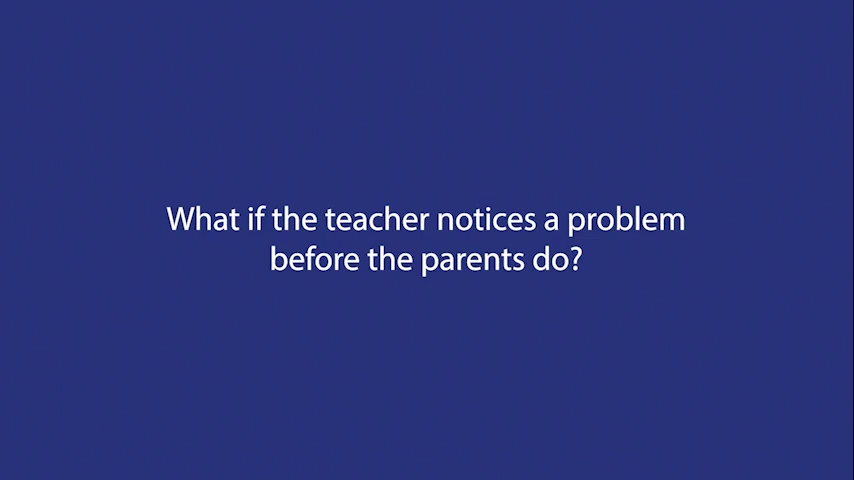 What if the teacher notices a problem
before the parents do?